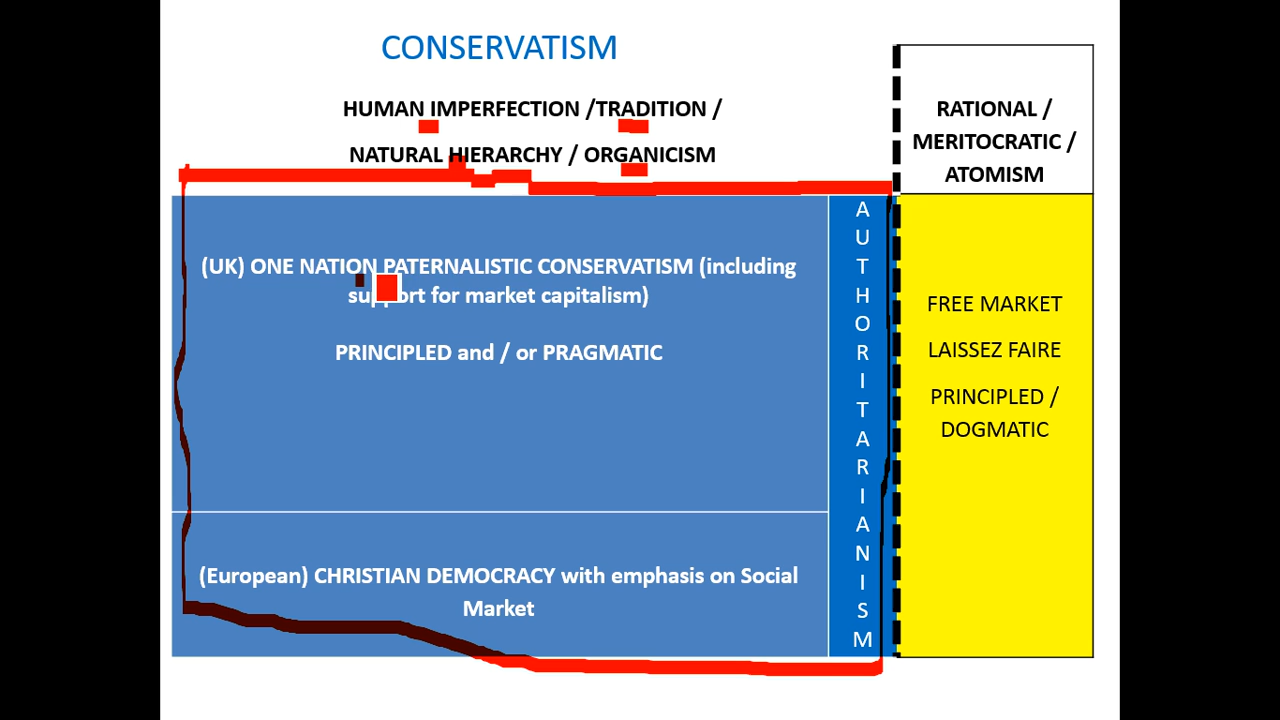 CONSERVATISM
HUMAN IMPERFECTION /TRADITION /
NATURAL HIERARCHY / ORGANICISM
(UK) ONE NATION PATERNALISTIC CONSERVATISM (including
support for market capitalism)
PRINCIPLED and / or PRAGMATIC
(European) CHRISTIAN DEMOCRACY with emphasis on Social
Market
AUTHORITARIANISM
RATIONAL /
MERITOCRATIC /
ATOMISM
FREE MARKET
LAISSEZ FAIRE
PRINCIPLED /
DOGMATIC